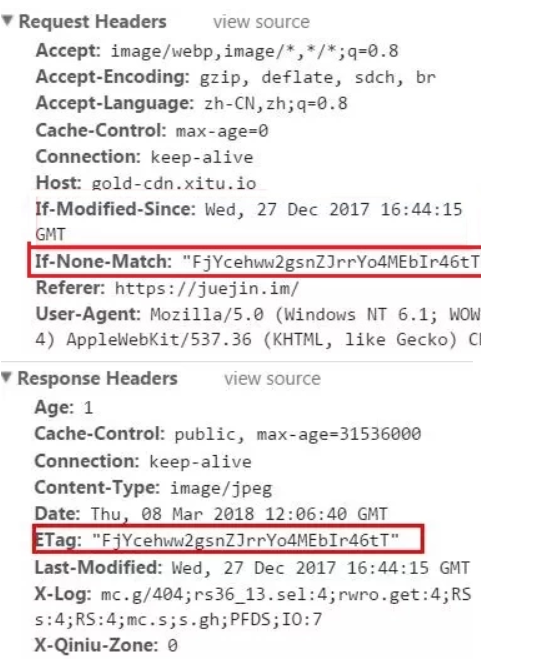 Request Headers view source
Accept: image/webp,image/*,*/*;q=0.8
Accept-Encoding: gzip, deflate, sdch, br
Accept-Language: zh-CN,zh;q=0.8
Cache-Control: max-age=0
Connection: keep-alive
Host: gold-cdn.xitu.io
If-Modified-Since: Wed, 27 Dec 2017 16:44:15
GMT
If-None-Match: "FjYcehww2gsnZJrrYo4MEbIr46tT
Referer: https://juejin.im/
User-Agent: Mozilla/5.0 (Windows NT 6.1; WOW
4) AppleWebKit/537.36 (KHTML, like Gecko) C
Response Headers view source
Age: 1
Cache-Control: public, max-age=31536000
Connection: keep-alive
Content-Type: image/jpeg
Date: Thu, 08 Mar 2018 12:06:40 GMT
ETag: "FjYcehww2gsnZJrrYo4MEbIr46tT"
Last-Modified: Wed, 27 Dec 2017 16:44:15 GMT
X-Log: mc.g/404;rs36_13.sel:4;rwro.get:4;RS
s:4;RS:4;mc.s;s.gh;PFDS;IO:7
X-Qiniu-Zone: 0